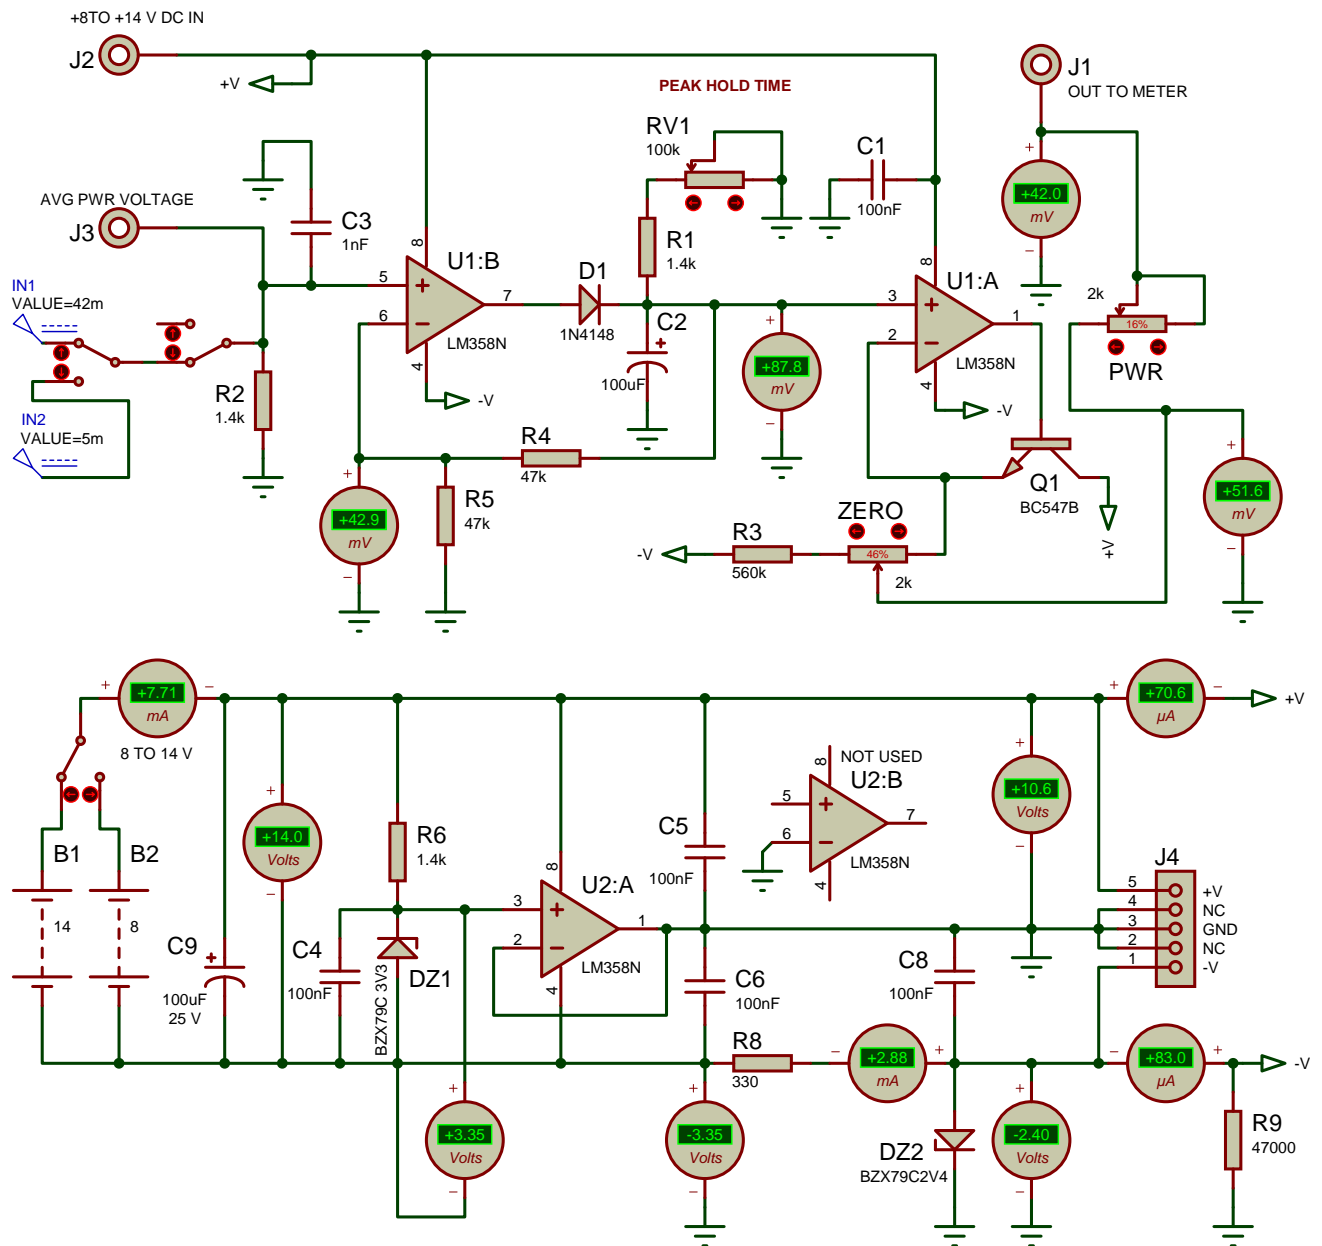 +8TO +14 V DC IN
J2
+V
PEAK HOLD TIME
RV1
100k
C1
100nF
J1
OUT TO METER
+
+42.0
mV
−
AVG PWR VOLTAGE
J3
C3
1nF
IN1
VALUE=42m
IN2
VALUE=5m
R2
1.4k
8
U1:B
5
6
7
4
LM358N
-V
D1
1N4148
R1
1.4k
C2
+
100uF
+
+87.8
mV
−
8
U1:A
3
2
1
4
LM358N
-V
2k
16%
PWR
R4
47k
R5
47k
+
+42.9
mV
−
Q1
BC547B
+V
+
+51.6
mV
−
ZERO
46%
2k
R3
560k
-V
+
+7.71
mA
−
8 TO 14 V
B1
14
B2
8
C9
+
100uF
25 V
+
+14.0
Volts
−
R6
1.4k
C4
100nF
BZX79C 3V3
DZ1
+
+3.35
Volts
−
8
U2:A
3
2
1
4
LM358N
C5
100nF
C6
100nF
NOT USED
8
U2:B
5
6
7
4
LM358N
+
+10.6
Volts
−
+
+70.6
µA
−
+V
J4
5
4
3
2
1
+V
NC
GND
NC
-V
C8
100nF
R8
330
−
+2.88
mA
+
+
-3.35
Volts
−
DZ2
BZX79C2V4
+
-2.40
Volts
−
−
+83.0
µA
+
-V
R9
47000